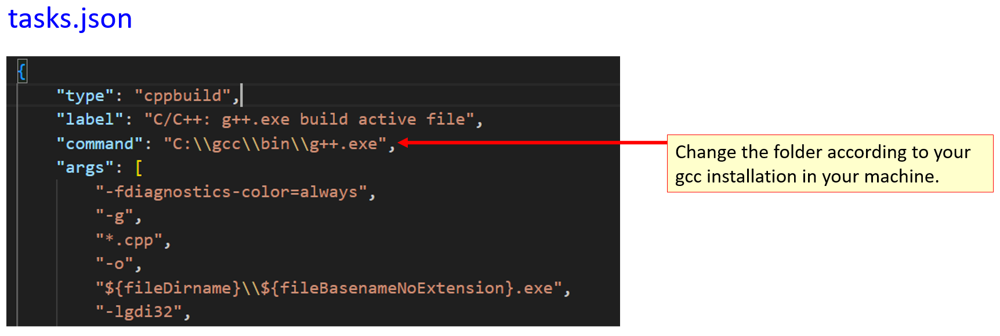 tasks.json
{
"type": "cppbuild",
"label": "C/C++: g++.exe build active file",
"command": "C:\\gcc\\bin\\g++.exe",
"args": [
"-fdiagnostics-color=always",
"-g",
"*.cpp",
"-o",
"${fileDirname}\\${fileBasenameNoExtension}.exe",
"-lgdi32",
Change the folder according to your
gcc installation in your machine.